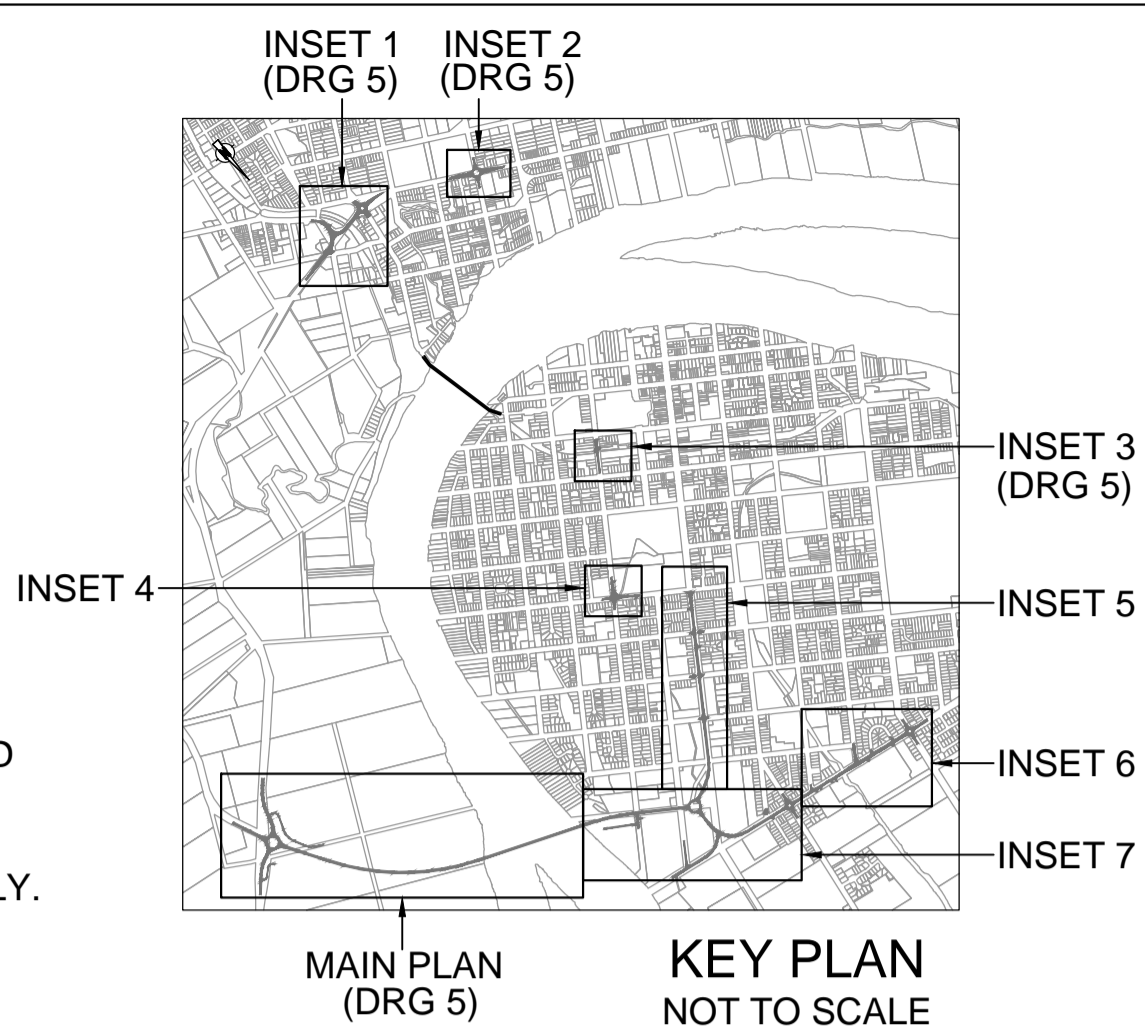 INSET 1
(DRG 5)
INSET 2
(DRG 5)
INSET 3
(DRG 5)
INSET 4
INSET 5
INSET 6
INSET 7
MAIN PLAN
(DRG 5)
KEY PLAN
NOT TO SCALE